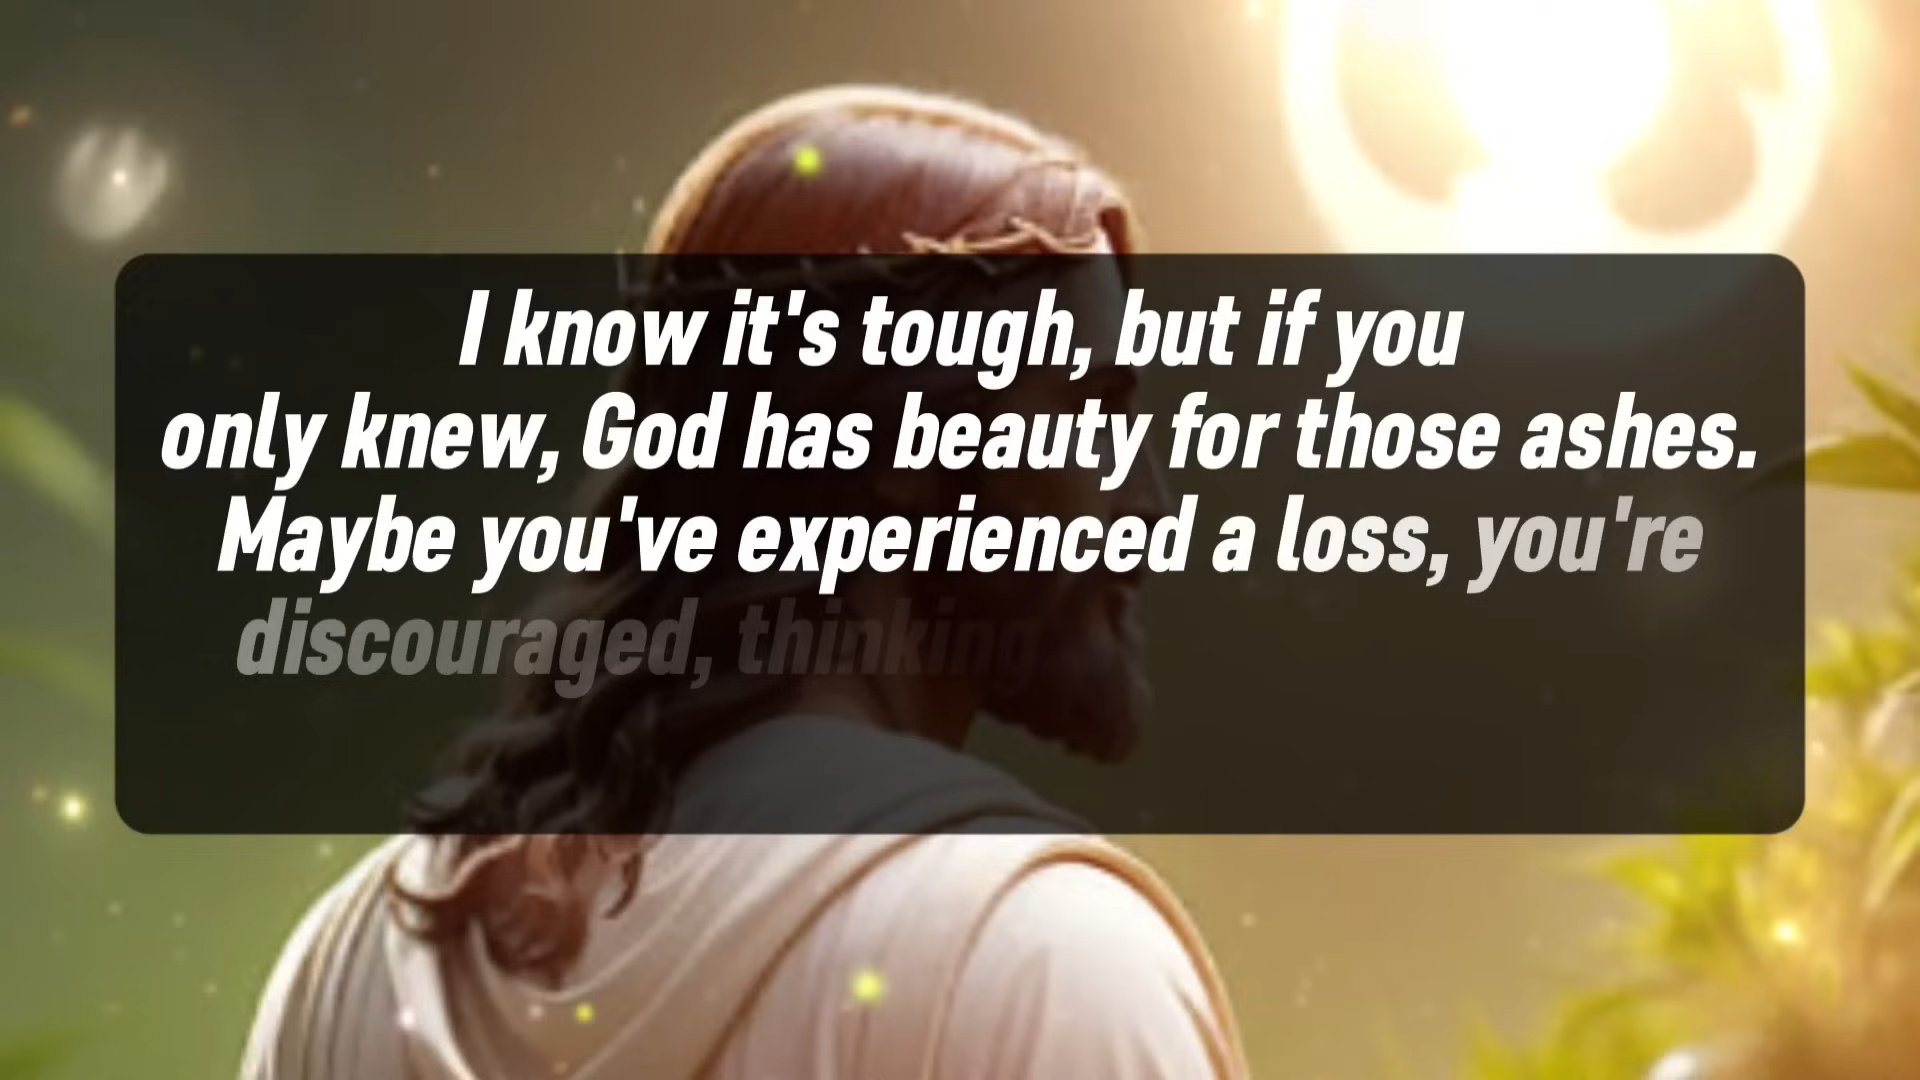 I know it's tough, but if you
only knew, God has beauty for those ashes.
Maybe you've experienced a loss, you're
discouraged, thinking